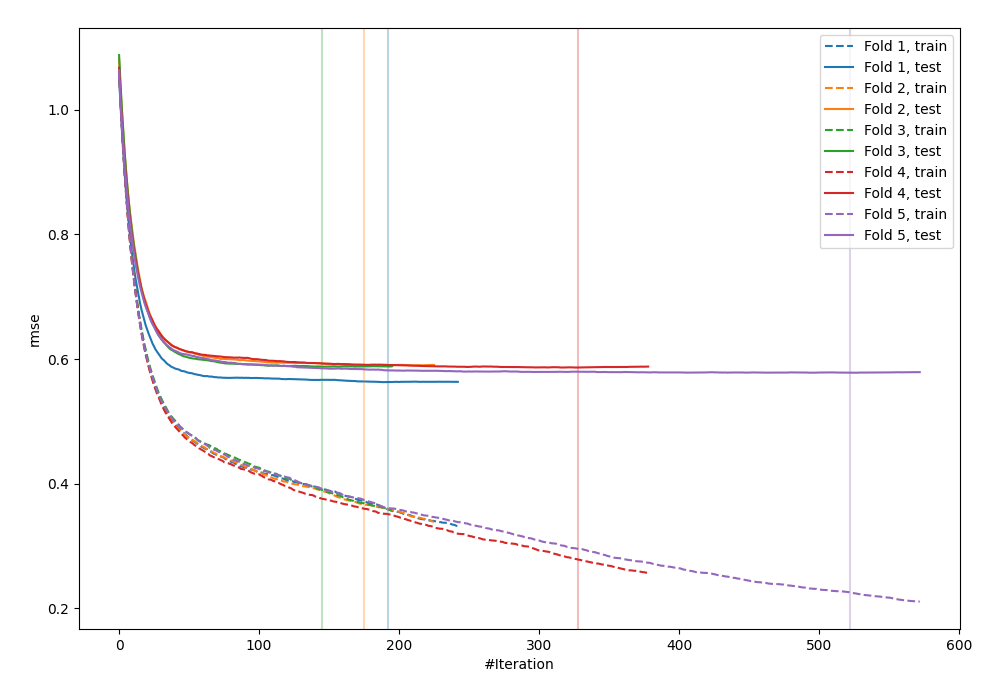 1.0
0.8
0.6
0.4
0.2
rmse
0
100
200
300
400
500
600
#Iteration
Fold 1, train
Fold 1, test
Fold 2, train
Fold 2, test
Fold 3, train
Fold 3, test
Fold 4, train
Fold 4, test
Fold 5, train
Fold 5, test